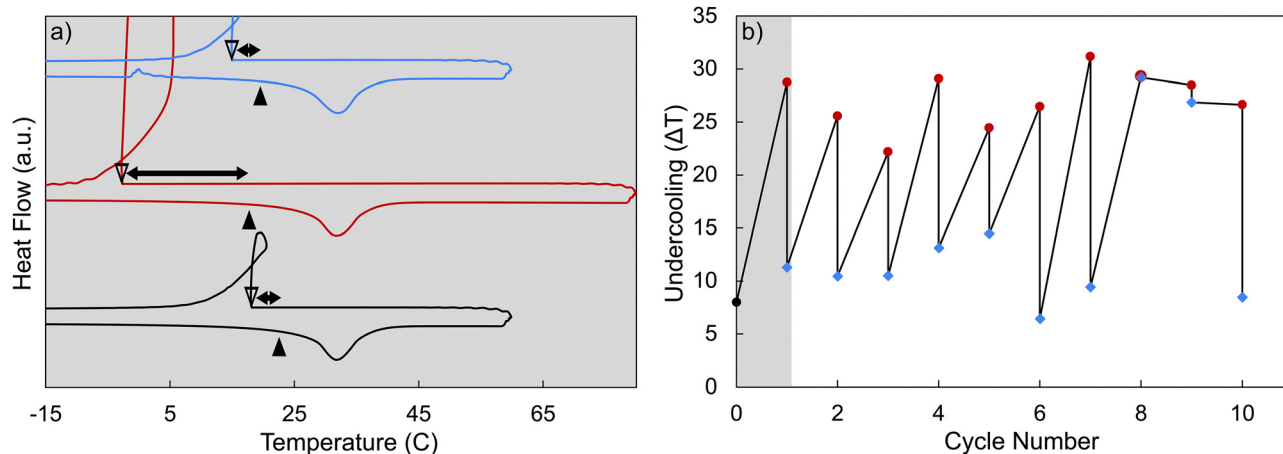 a)
Heat Flow (a.u.)
-15 5 25 45 65
Temperature (C)
b)
Undercooling (ΔT)
35
30
25
20
15
10
5
0
0 2 4 6 8 10
Cycle Number